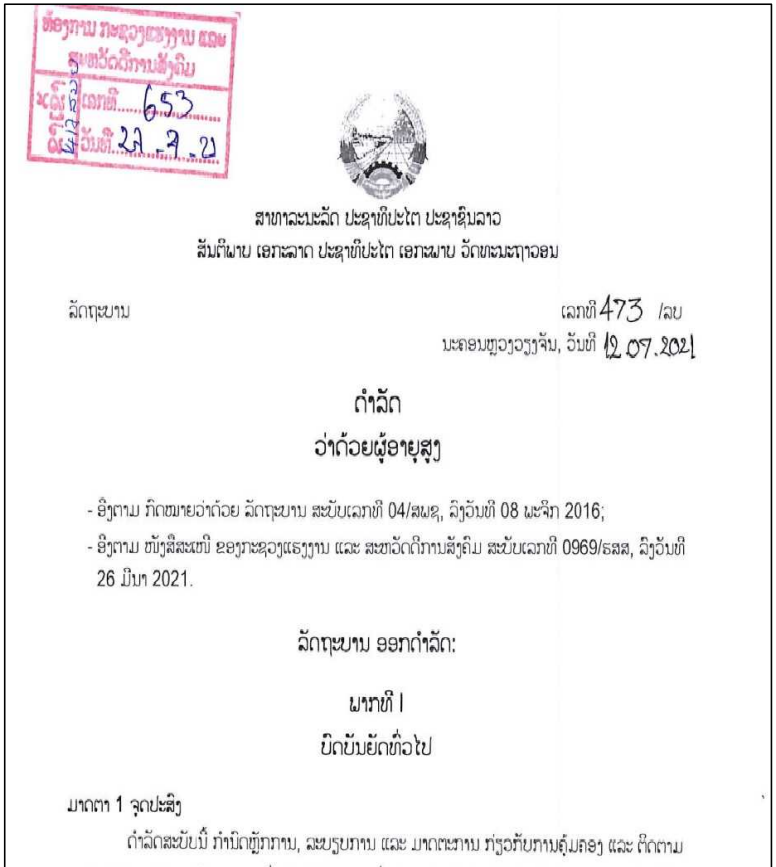 ຫ້ອງການ ກະຊວງແຮງງານ ແລະ
ສະຫວັດດີການສັງຄົມ
ເລກທີ 653
ວັນທີ
ສາທາລະນະລັດ ປະຊາທິປະໄຕ ປະຊາຊົນລາວ
ສັນຕິພາບ ເອກະລາດ ປະຊາທິປະໄຕ ເອກະພາບ ວັດທະນະຖາວອນ
ລັດຖະບານ
ເລກທີ 473 /ລບ
ນະຄອນຫຼວງວຽງຈັນ, ວັນທີ 12.07.2021
ດຳລັດ
ວ່າດ້ວຍຜູ້ອາຍຸສູງ
- ອີງຕາມ ກົດໝາຍວ່າດ້ວຍ ລັດຖະບານ ສະບັບເລກທີ 04/ສພຊ, ລົງວັນທີ 08 ພະຈິກ 2016;
- ອີງຕາມ ໜັງສືສະເໜີ ຂອງກະຊວງແຮງງານ ແລະ ສະຫວັດດີການສັງຄົມ ສະບັບເລກທີ 0969/ຮສສ, ລົງວັນທີ
26 ມີນາ 2021.
ລັດຖະບານ ອອກດຳລັດ:
ພາກທີ I
ບົດບັນຍັດທົ່ວໄປ
ມາດຕາ 1 ຈຸດປະສົງ
ດຳລັດສະບັບນີ້ ກຳນົດຫຼັກການ, ລະບຽບການ ແລະ ມາດຕະການ ກ່ຽວກັບການຄຸ້ມຄອງ ແລະ ຕິດຕາມ